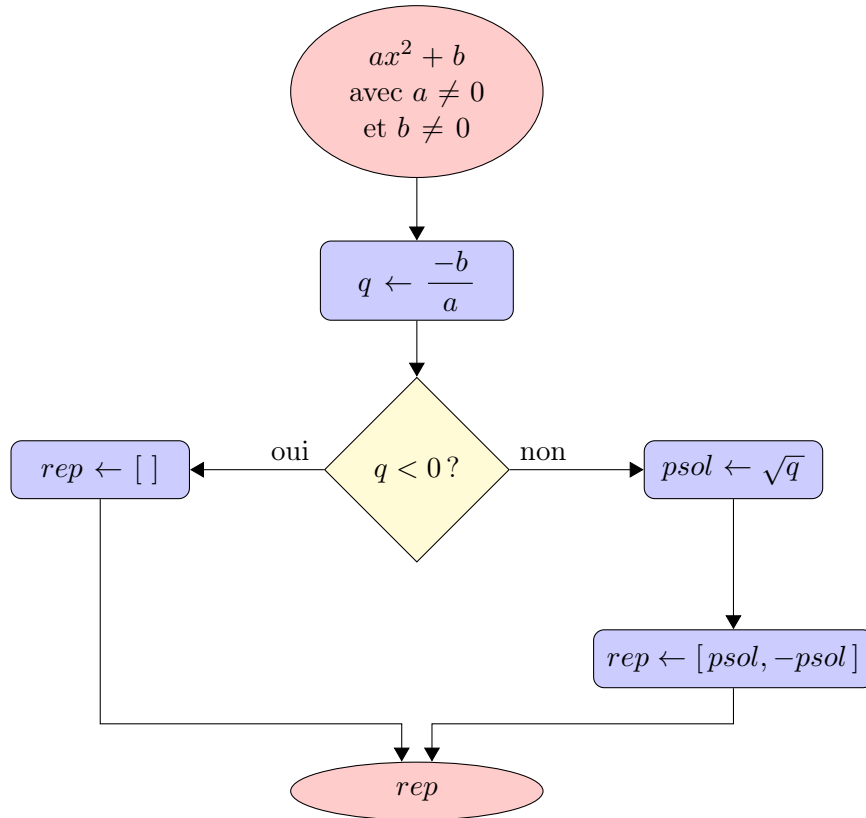 ax² + b
avec a ≠ 0
et b ≠ 0
q ← −b/a
q < 0 ?
oui
non
rep ← [ ]
psol ← √q
rep ← [ psol, −psol ]
rep